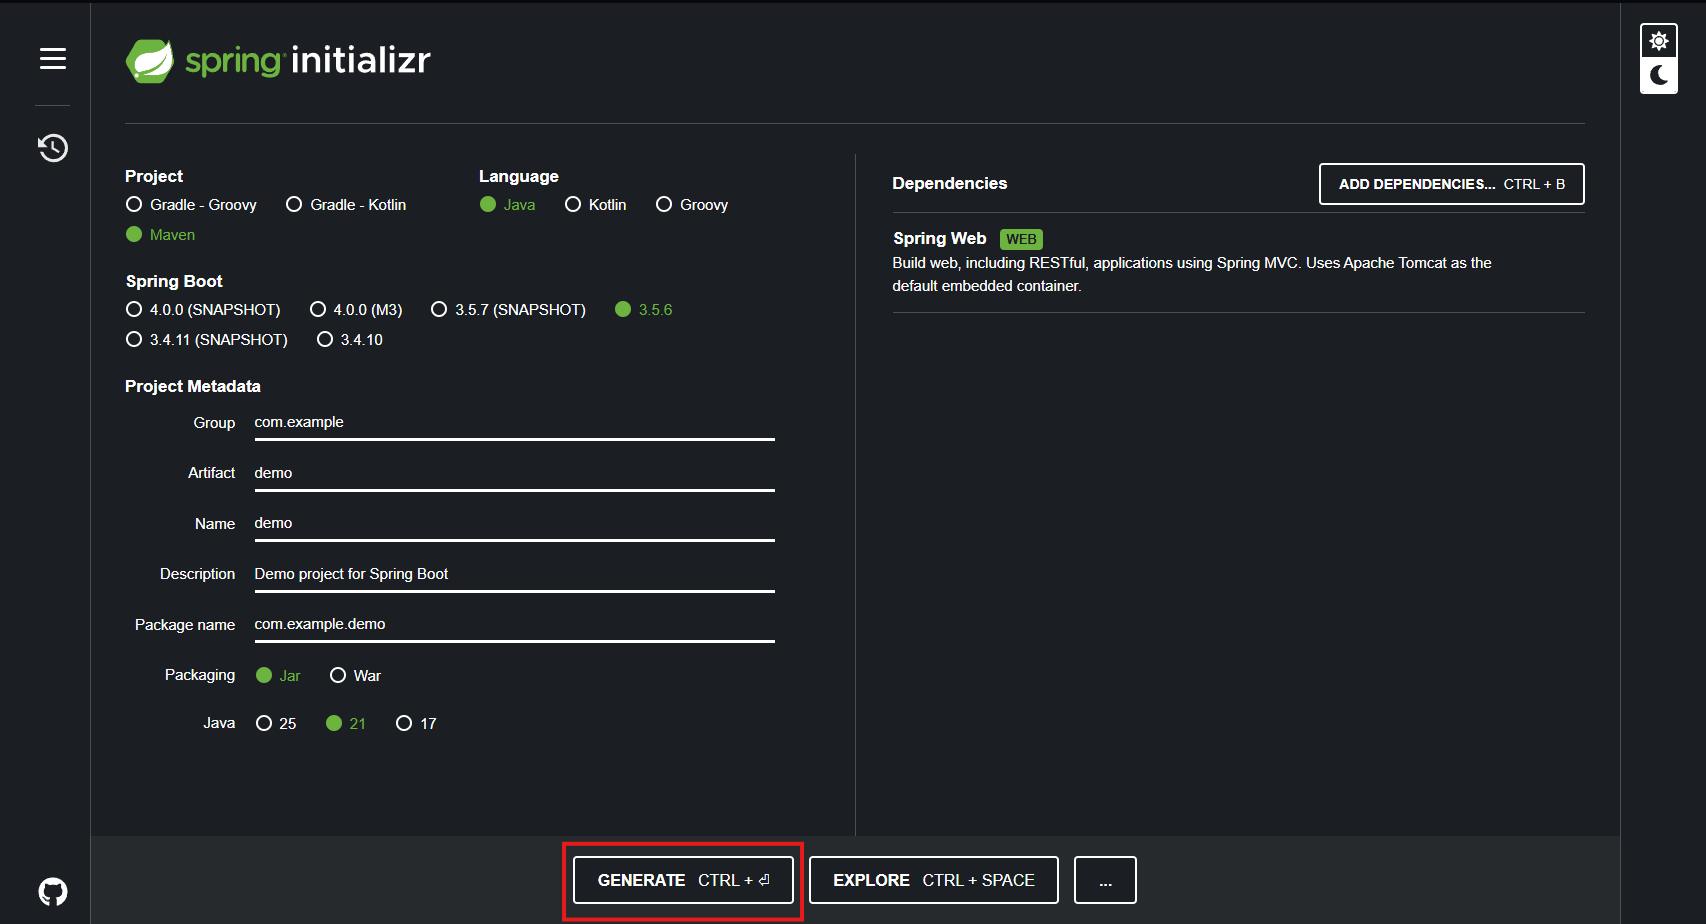 spring initializr
Project
Gradle - Groovy Gradle - Kotlin
Maven
Language
Java Kotlin Groovy
Spring Boot
4.0.0 (SNAPSHOT) 4.0.0 (M3) 3.5.7 (SNAPSHOT) 3.5.6
3.4.11 (SNAPSHOT) 3.4.10
Project Metadata
Group com.example
Artifact demo
Name demo
Description Demo project for Spring Boot
Package name com.example.demo
Packaging Jar War
Java 25 21 17
Dependencies ADD DEPENDENCIES... CTRL + B
Spring Web WEB
Build web, including RESTful, applications using Spring MVC. Uses Apache Tomcat as the
default embedded container.
GENERATE CTRL + ⏎ EXPLORE CTRL + SPACE ...